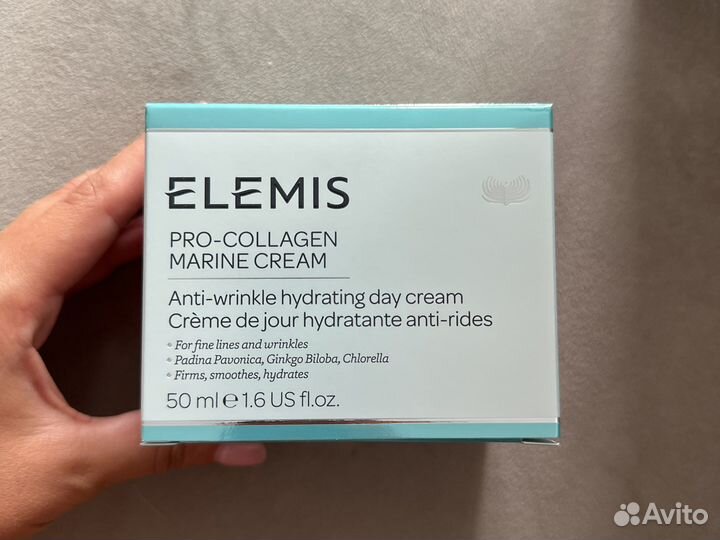 ELEMIS
PRO-COLLAGEN
MARINE CREAM
Anti-wrinkle hydrating day cream
Crème de jour hydratante anti-rides
• For fine lines and wrinkles
• Padina Pavonica, Ginkgo Biloba, Chlorella
• Firms, smoothes, hydrates
50 ml ℮ 1.6 US fl.oz.
Avito